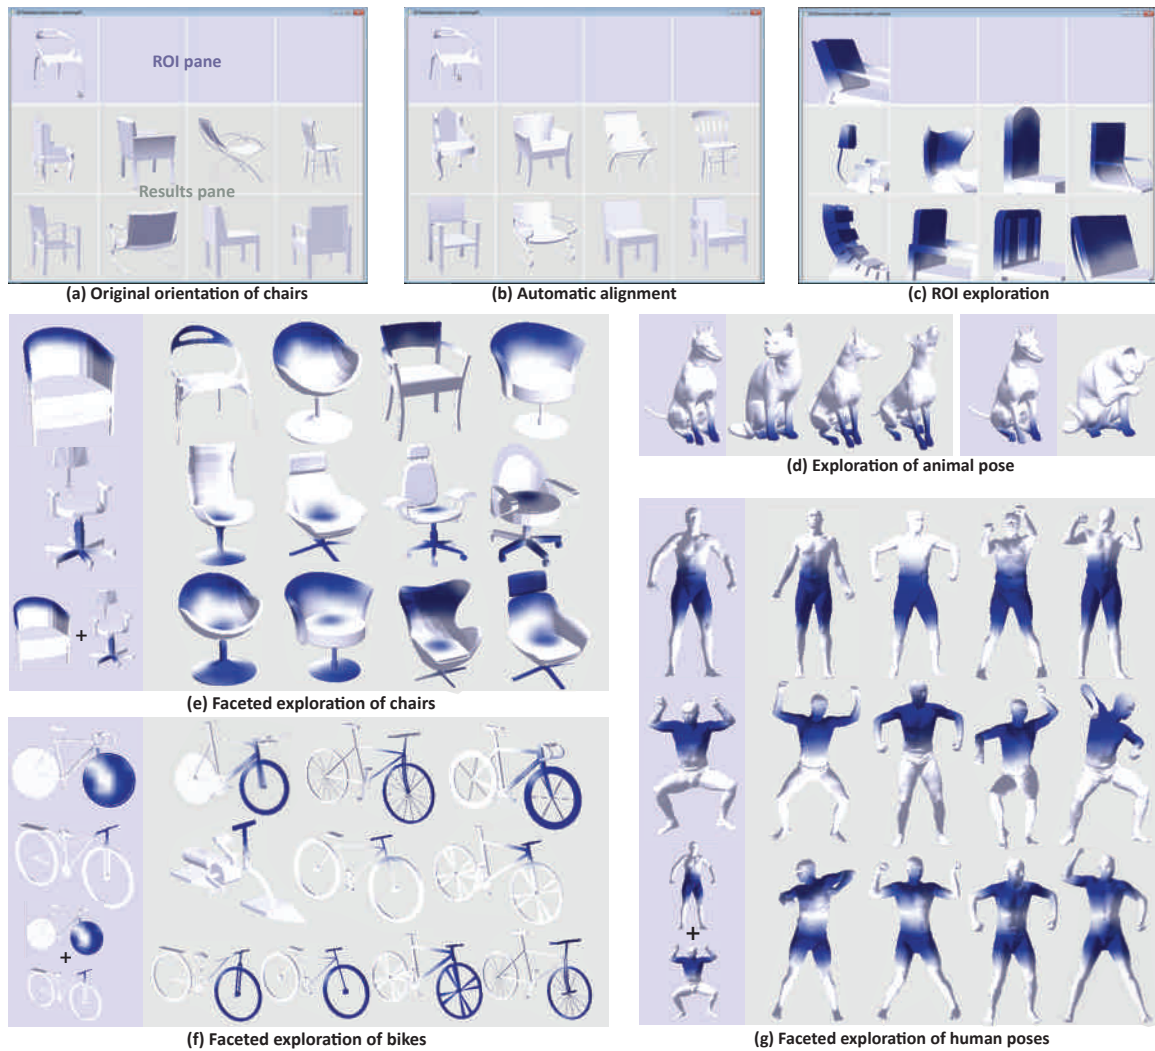 ROI pane
Results pane
(a) Original orientation of chairs
(b) Automatic alignment
(c) ROI exploration
(d) Exploration of animal pose
+
(e) Faceted exploration of chairs
+
(f) Faceted exploration of bikes
+
(g) Faceted exploration of human poses